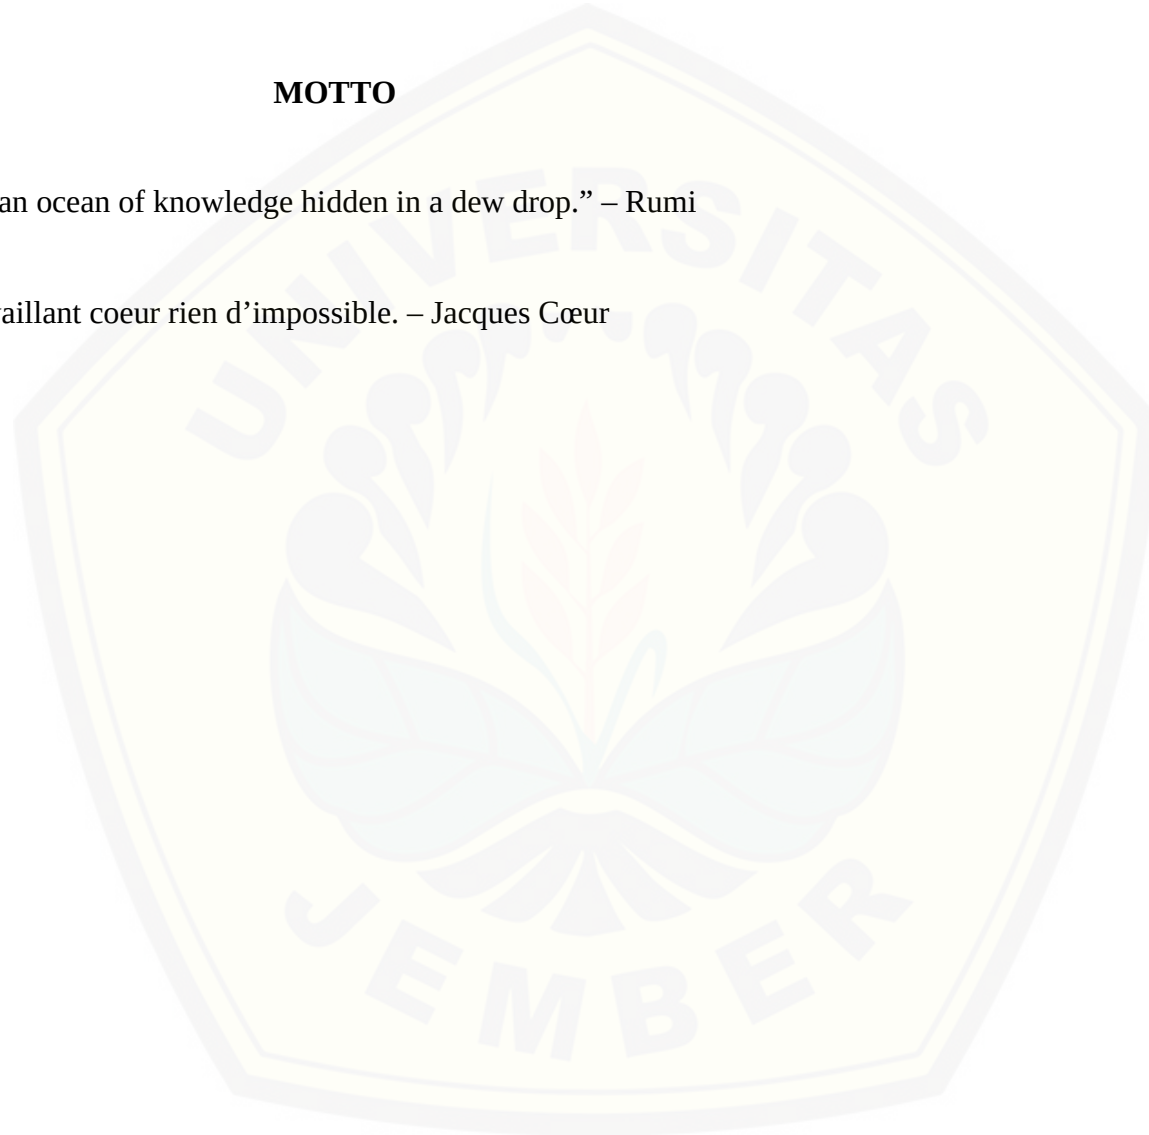 MOTTO
an ocean of knowledge hidden in a dew drop.” – Rumi
aillant coeur rien d’impossible. – Jacques Cœur
UNIVERSITAS
JEMBER